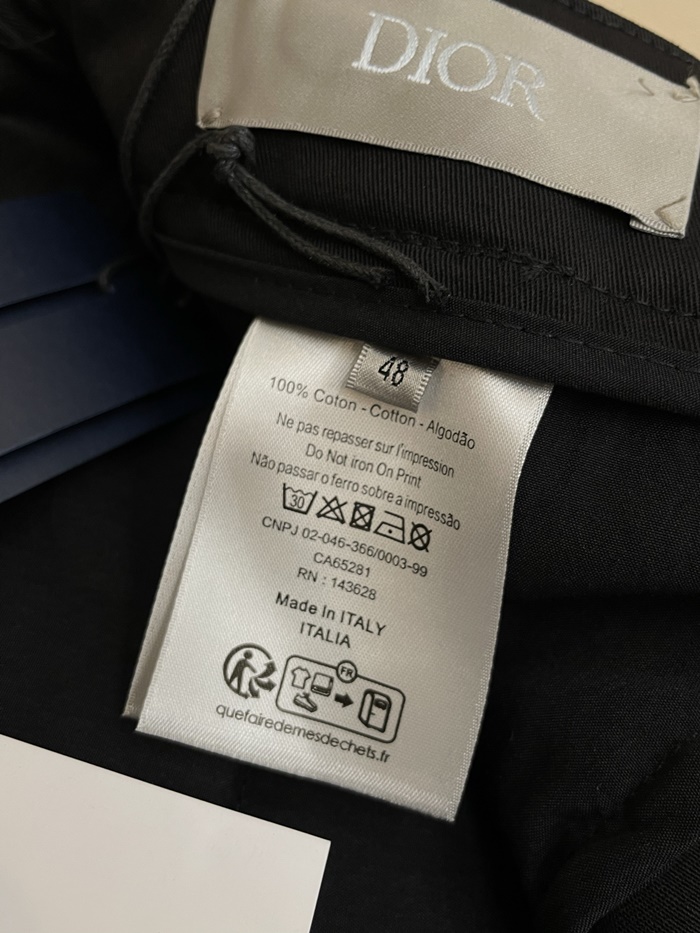 DIOR
48
100% Coton - Cotton - Algodão
Ne pas repasser sur l'impression
Do Not iron On Print
Não passar o ferro sobre a impressão
30
CNPJ 02-046-366/0003-99
CA65281
RN : 143628
Made In ITALY
ITALIA
FR
quefairedemesdechets.fr